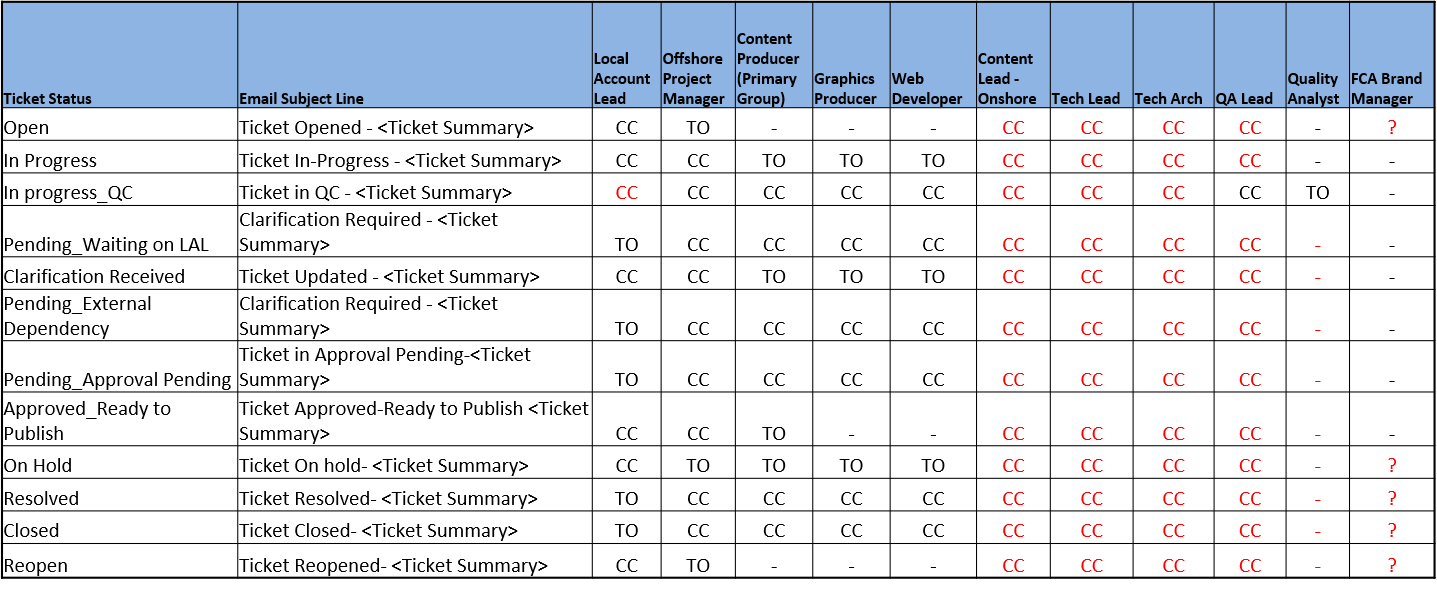 Ticket Status Email Subject Line Local Account Lead Offshore Project Manager Content Producer (Primary Group) Graphics Producer Web Developer Content Lead - Onshore Tech Lead Tech Arch QA Lead Quality Analyst FCA Brand Manager
Open Ticket Opened - <Ticket Summary> CC TO - - - CC CC CC CC - ?
In Progress Ticket In-Progress - <Ticket Summary> CC CC TO TO TO CC CC CC CC - -
In progress_QC Ticket in QC - <Ticket Summary> CC CC CC CC CC CC CC CC CC TO -
Pending_Waiting on LAL Clarification Required - <Ticket Summary> TO CC CC CC CC CC CC CC CC - -
Clarification Received Ticket Updated - <Ticket Summary> CC CC TO TO TO CC CC CC CC - -
Pending_External Dependency Clarification Required - <Ticket Summary> TO CC CC CC CC CC CC CC CC - -
Pending_Approval Pending Ticket in Approval Pending-<Ticket Summary> TO CC CC CC CC CC CC CC CC - -
Approved_Ready to Publish Ticket Approved-Ready to Publish <Ticket Summary> CC CC TO - - CC CC CC CC - -
On Hold Ticket On hold- <Ticket Summary> CC TO TO TO TO CC CC CC CC - ?
Resolved Ticket Resolved- <Ticket Summary> TO CC CC CC CC CC CC CC CC - ?
Closed Ticket Closed- <Ticket Summary> TO CC CC CC CC CC CC CC CC - ?
Reopen Ticket Reopened- <Ticket Summary> CC TO - - - CC CC CC CC - ?